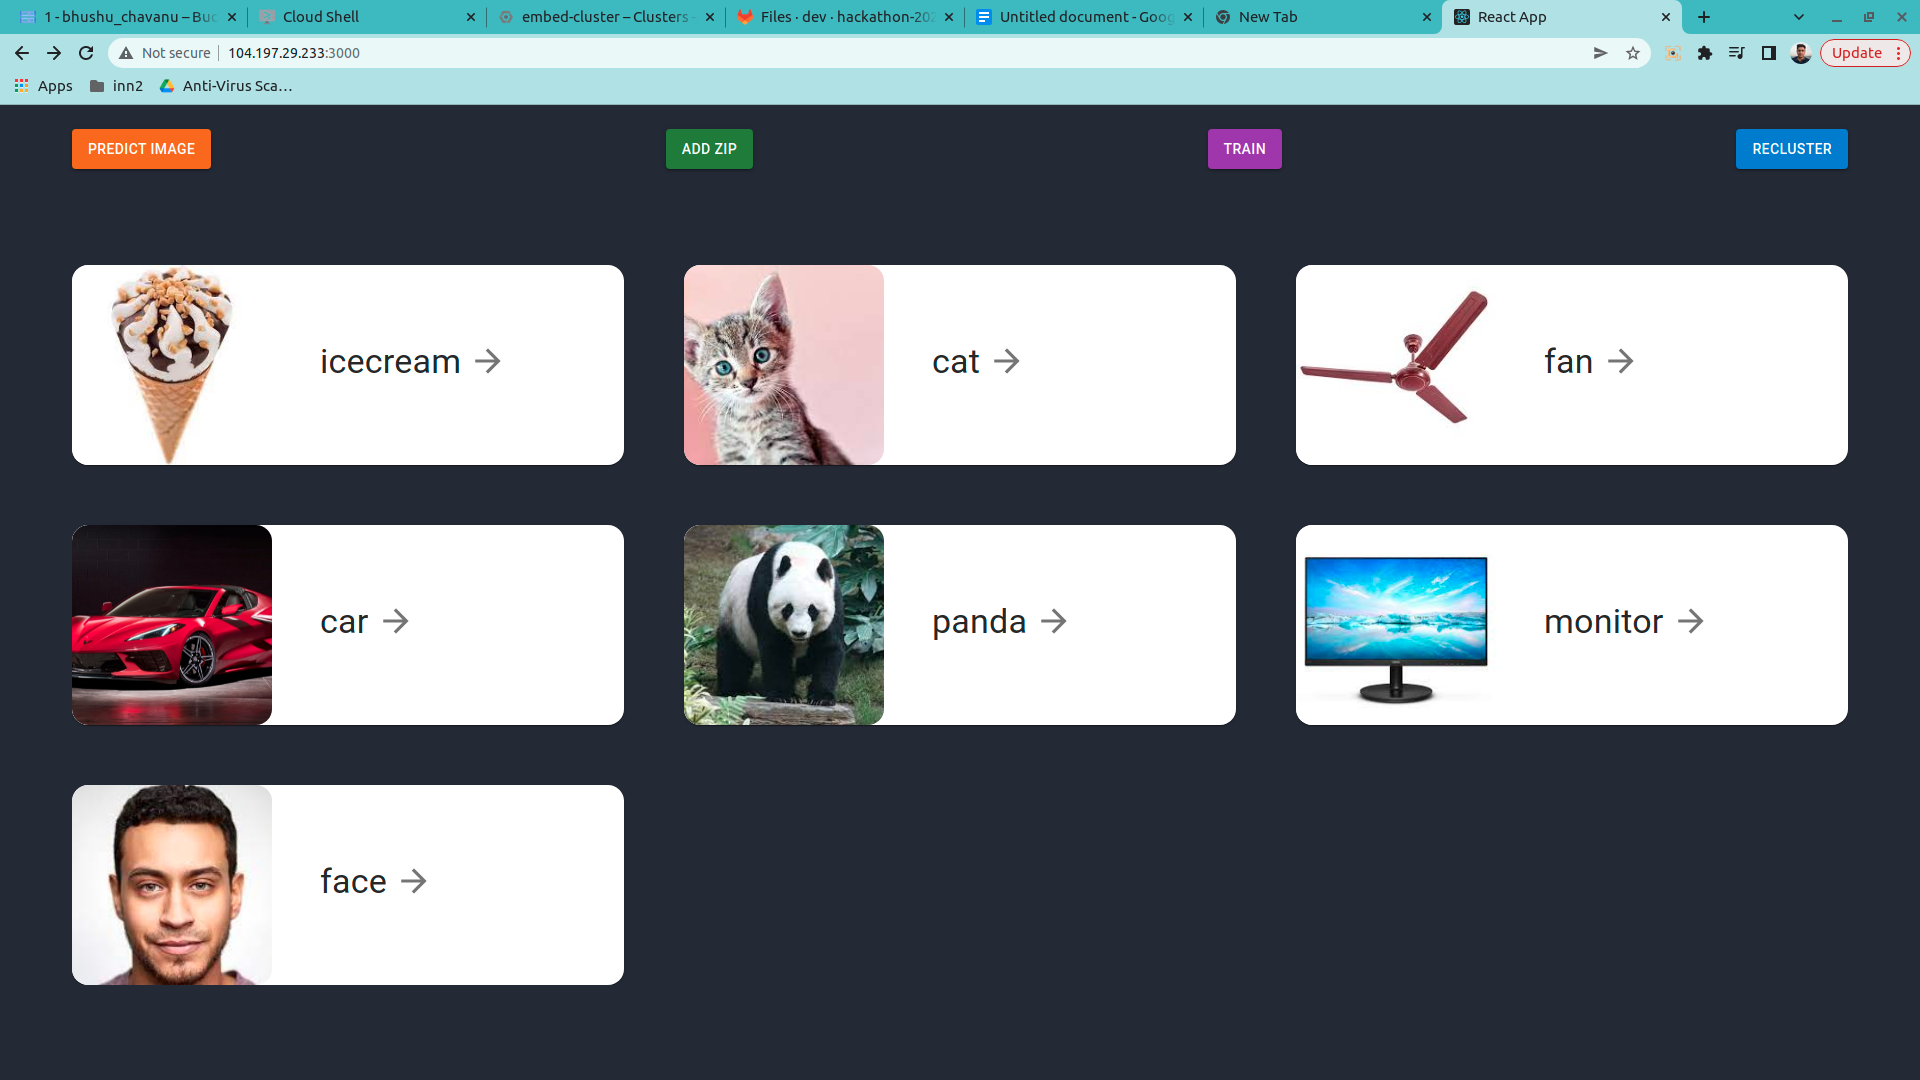 1 - bhushu_chavanu – Buc
Cloud Shell
embed-cluster – Clusters -
Files · dev · hackathon-202
Untitled document - Goog
New Tab
React App
Not secure
104.197.29.233:3000
Update
Apps
inn2
Anti-Virus Sca...
PREDICT IMAGE
ADD ZIP
TRAIN
RECLUSTER
icecream →
cat →
fan →
car →
panda →
monitor →
face →